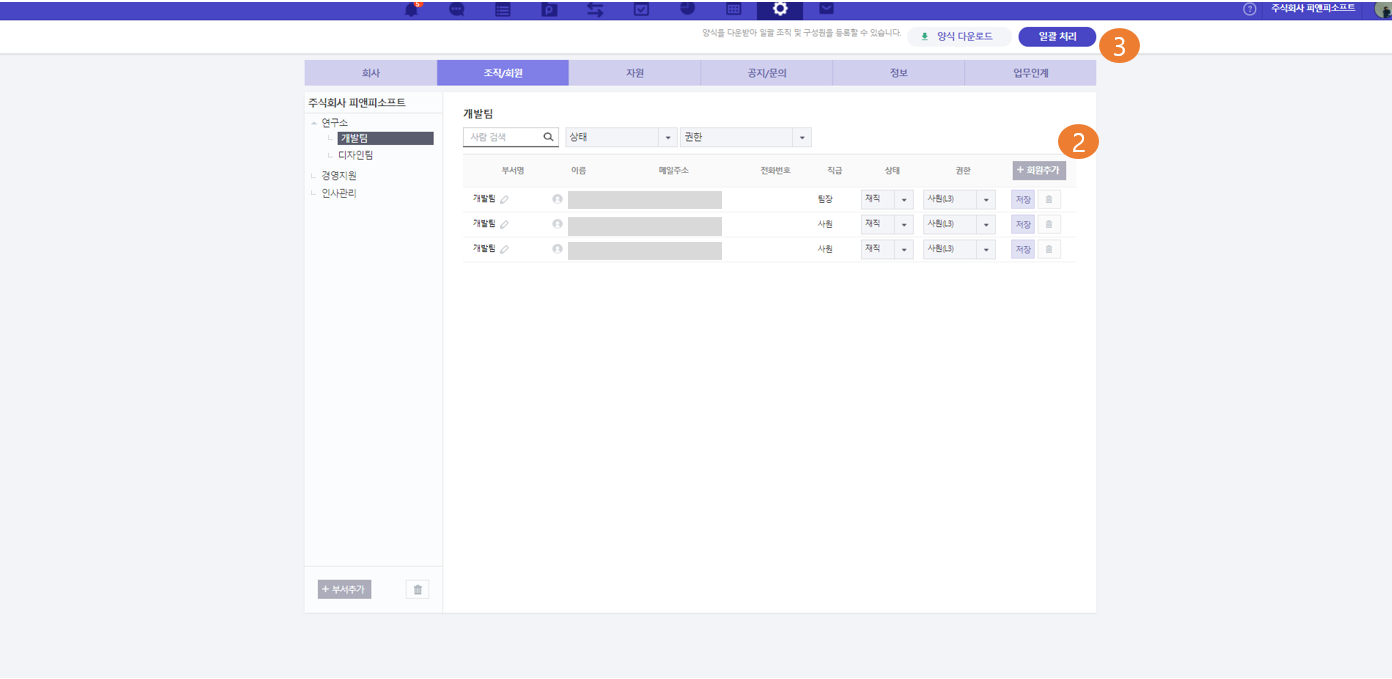 5
? 주식회사 피앤피소프트
양식을 다운받아 일괄 조직 및 구성원을 등록할 수 있습니다. 양식 다운로드 일괄 처리 3
회사 조직/회원 자원 공지/문의 정보 업무인계
주식회사 피앤피소프트
연구소
개발팀
디자인팀
경영지원
인사관리
+ 부서추가
개발팀
사람 검색 상태 권한 2
부서명 이름 메일주소 전화번호 직급 상태 권한 + 회원추가
개발팀 팀장 재직 사원(L3) 저장
개발팀 사원 재직 사원(L3) 저장
개발팀 사원 재직 사원(L3) 저장